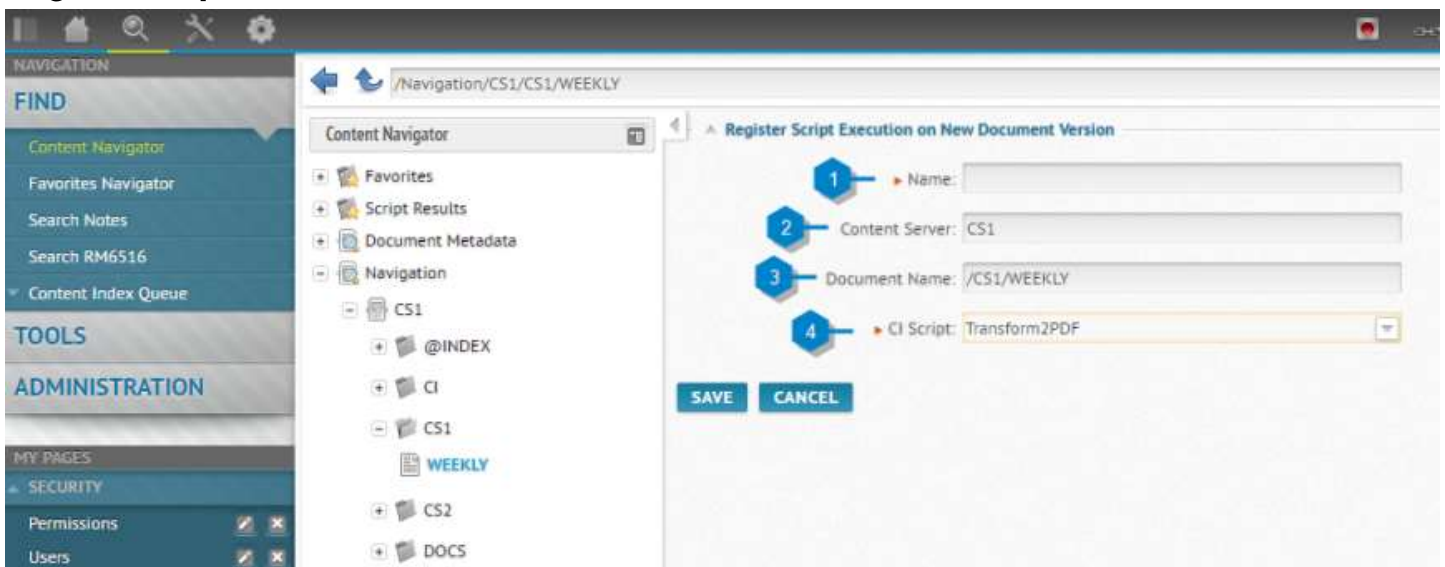 NAVIGATION
FIND
Content Navigator
Favorites Navigator
Search Notes
Search RM6516
Content Index Queue
TOOLS
ADMINISTRATION
MY PAGES
SECURITY
Permissions
Users
/Navigation/CS1/CS1/WEEKLY
Content Navigator
Favorites
Script Results
Document Metadata
Navigation
CS1
@INDEX
CI
CS1
WEEKLY
CS2
DOCS
Register Script Execution on New Document Version
1 Name:
2 Content Server: CS1
3 Document Name: /CS1/WEEKLY
4 CI Script: Transform2PDF
SAVE CANCEL